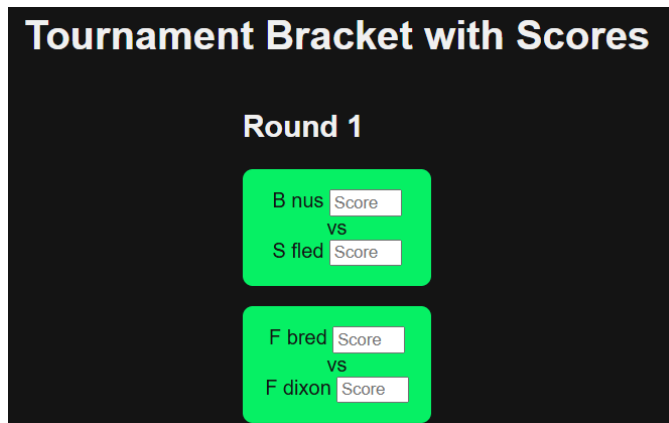 Tournament Bracket with Scores
Round 1
B nus Score
vs
S fled Score
F bred Score
vs
F dixon Score